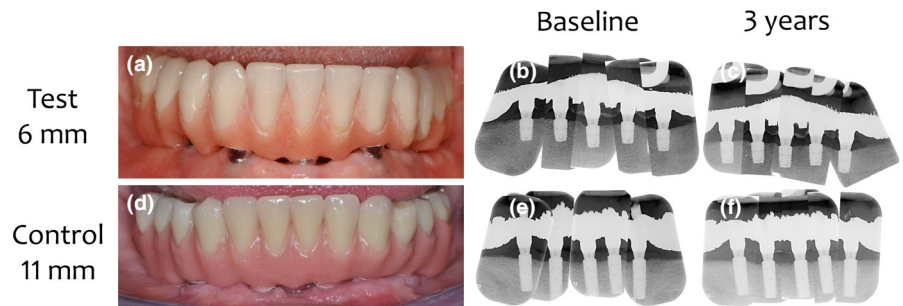 Baseline
3 years
Test
6 mm
(a)
(b)
(c)
Control
11 mm
(d)
(e)
(f)